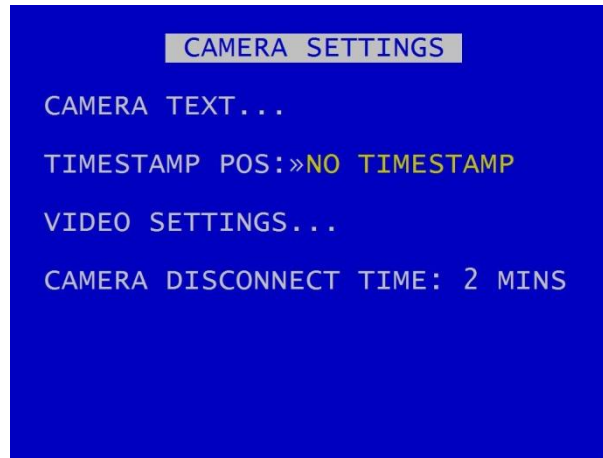 CAMERA SETTINGS
CAMERA TEXT...
TIMESTAMP POS:»NO TIMESTAMP
VIDEO SETTINGS...
CAMERA DISCONNECT TIME: 2 MINS